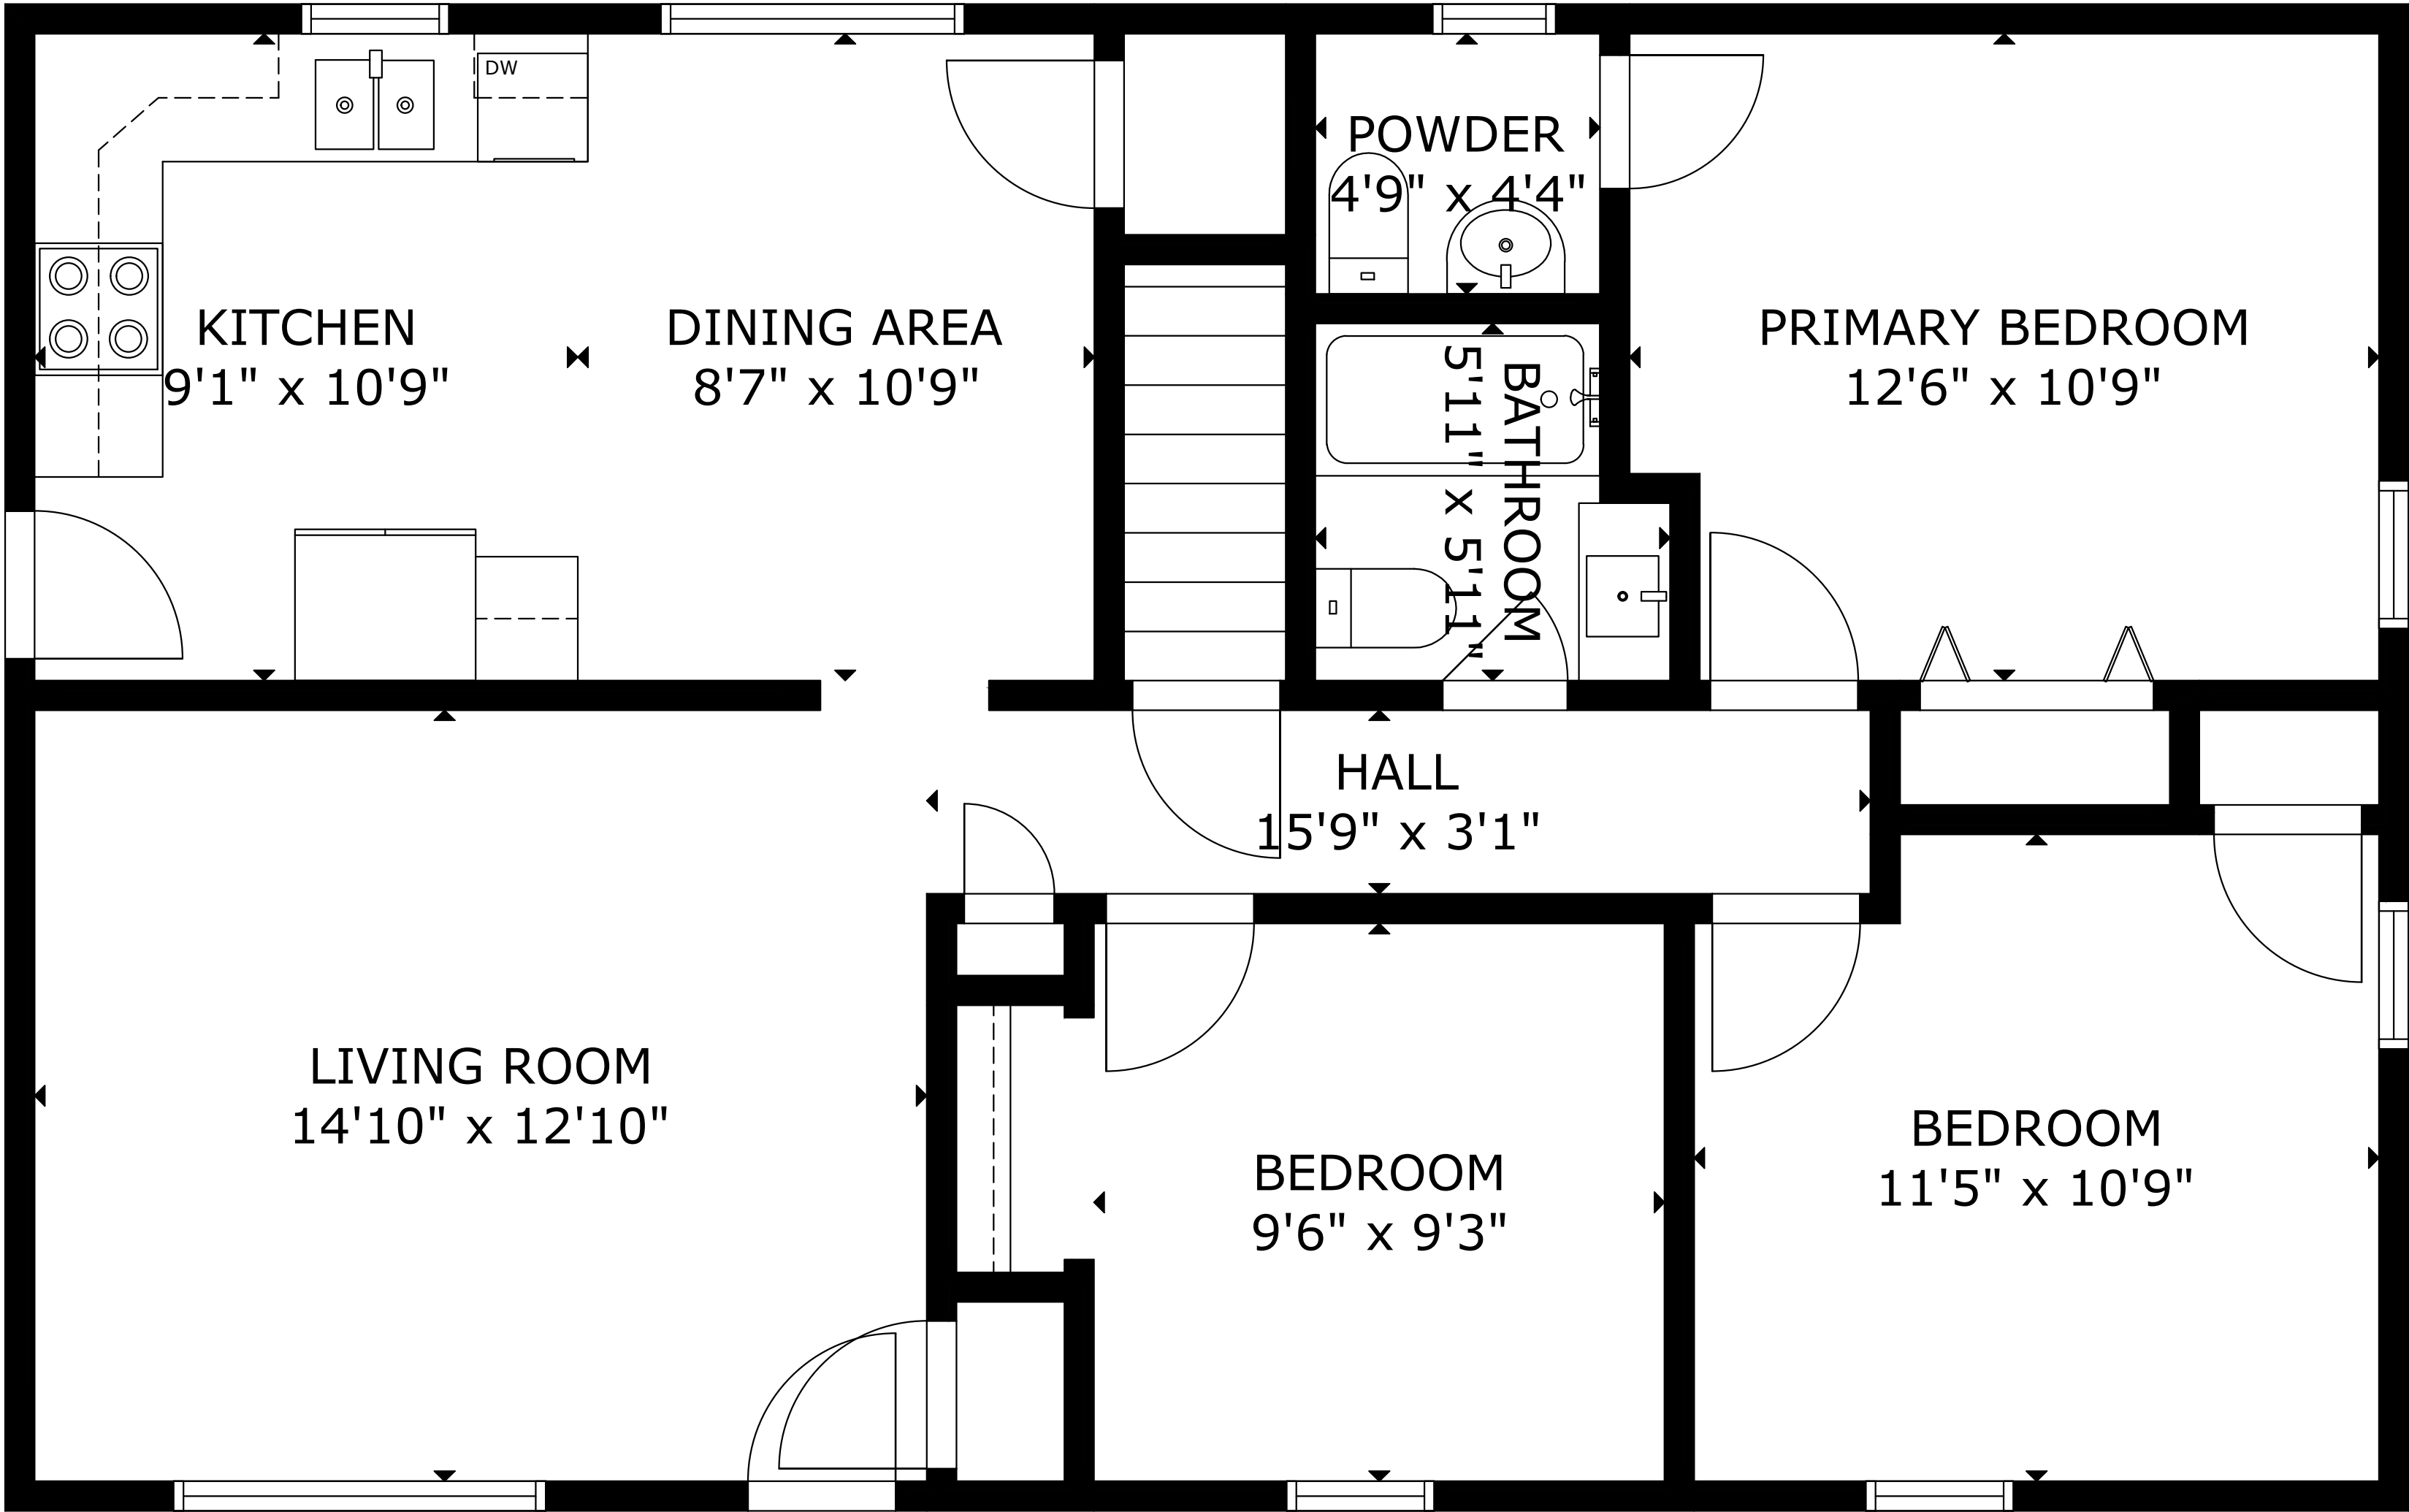 DW
POWDER
4'9" x 4'4"
KITCHEN
9'1" x 10'9"
DINING AREA
8'7" x 10'9"
BATHROOM
5'11" x 5'11"
PRIMARY BEDROOM
12'6" x 10'9"
HALL
15'9" x 3'1"
LIVING ROOM
14'10" x 12'10"
BEDROOM
9'6" x 9'3"
BEDROOM
11'5" x 10'9"